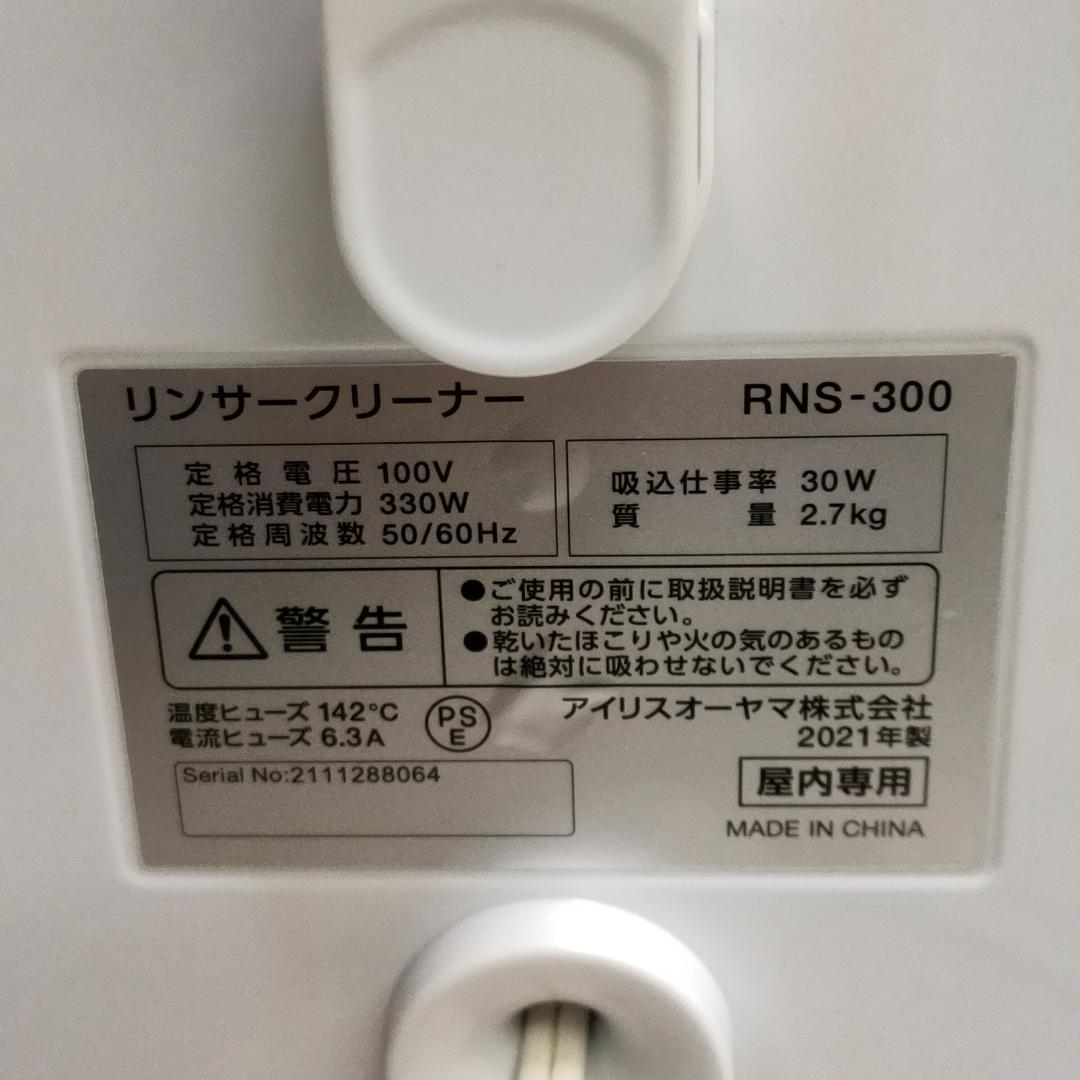 リンサークリーナー RNS-300
定格電圧 100V
定格消費電力 330W
定格周波数 50/60Hz
吸込仕事率 30W
質量 2.7kg
警告
●ご使用の前に取扱説明書を必ず
お読みください。
●乾いたほこりや火の気のあるもの
は絶対に吸わせないでください。
温度ヒューズ 142℃
電流ヒューズ 6.3A
PS
E
アイリスオーヤマ株式会社
2021年製
Serial No:2111288064
屋内専用
MADE IN CHINA